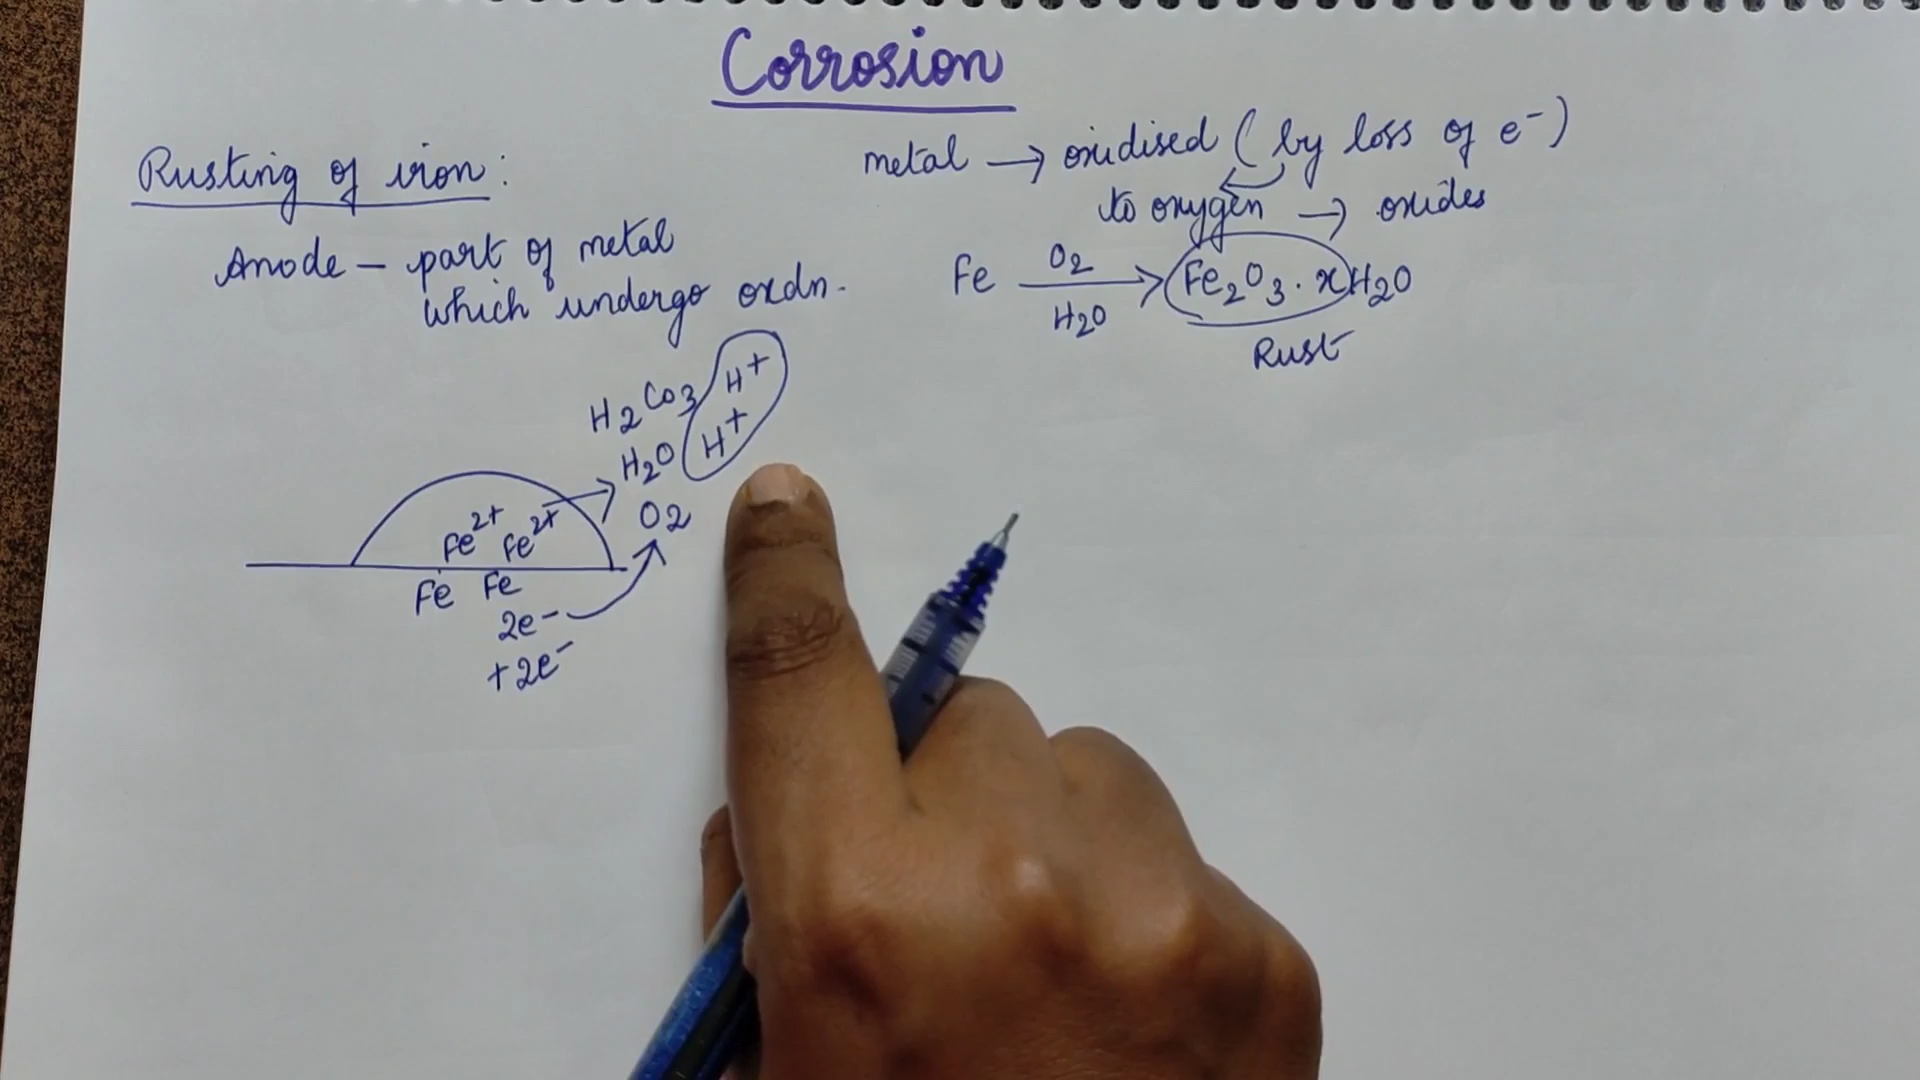 Corrosion
Rusting of iron:
Anode – part of metal
which undergo oxdn.
metal → oxidised (by loss of e⁻)
to oxygen → oxides
Fe O2 H2O → Fe2O3 · xH2O
Rust
H2CO3 H+
H2O H+
O2
Fe2+ Fe2+
Fe Fe
2e-
+2e-